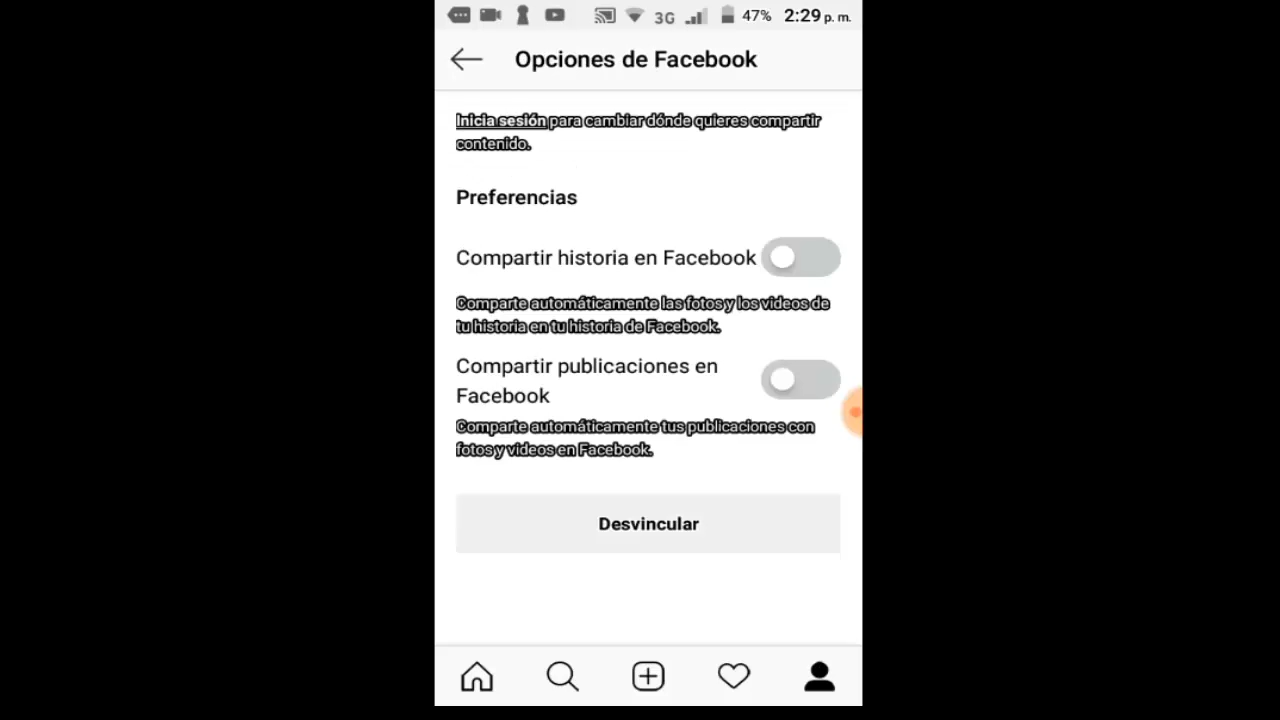 3G 47% 2:29 p. m.
Opciones de Facebook
Inicia sesión para cambiar dónde quieres compartir
contenido.
Preferencias
Compartir historia en Facebook
Comparte automáticamente las fotos y los videos de
tu historia en tu historia de Facebook.
Compartir publicaciones en
Facebook
Comparte automáticamente tus publicaciones con
fotos y videos en Facebook.
Desvincular